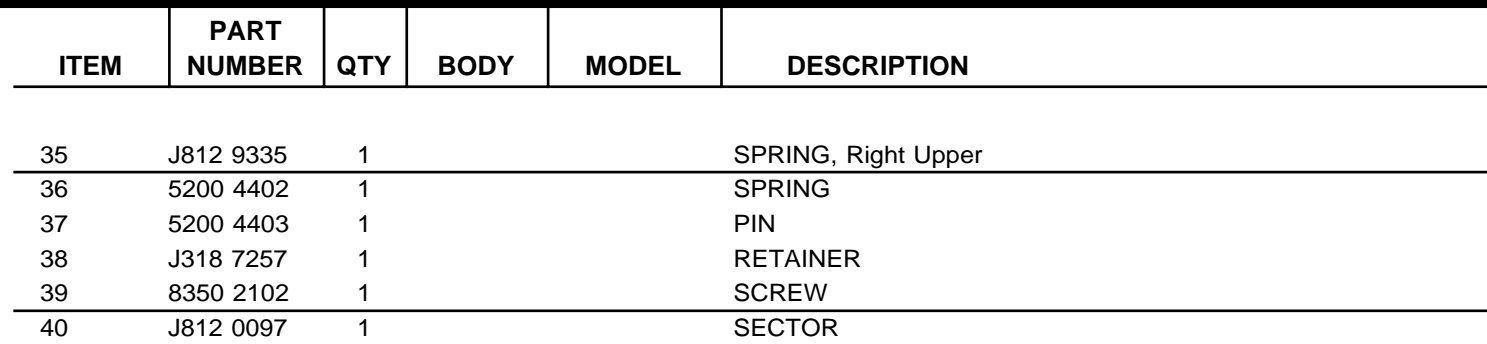 PART
ITEM NUMBER QTY BODY MODEL DESCRIPTION
35 J812 9335 1 SPRING, Right Upper
36 5200 4402 1 SPRING
37 5200 4403 1 PIN
38 J318 7257 1 RETAINER
39 8350 2102 1 SCREW
40 J812 0097 1 SECTOR